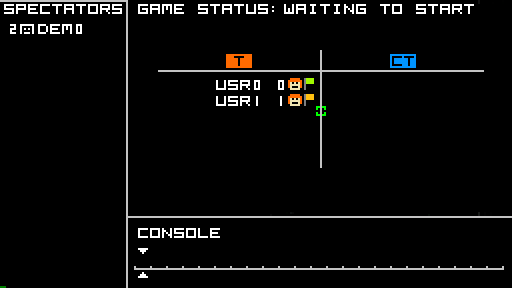 SPECTATORS
GAME STATUS: WAITING TO START
2 DEMO
T
CT
USR0 0
USR1 1
CONSOLE